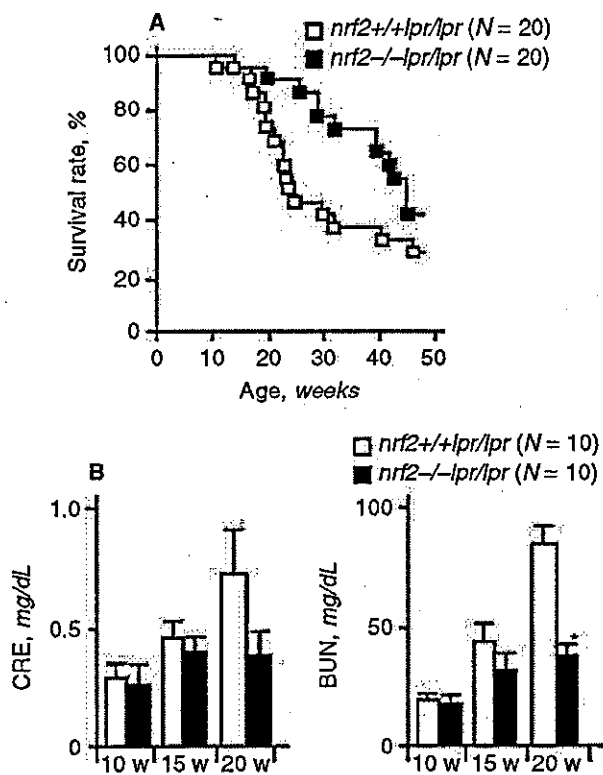 A
nrf2+/+lpr/lpr (N = 20)
nrf2–/–lpr/lpr (N = 20)
100
80
60
40
20
0
Survival rate, %
0 10 20 30 40 50
Age, weeks
B
nrf2+/+lpr/lpr (N = 10)
nrf2–/–lpr/lpr (N = 10)
1.0
0.5
0
CRE, mg/dL
10 w 15 w 20 w
100
50
0
BUN, mg/dL
*
10 w 15 w 20 w